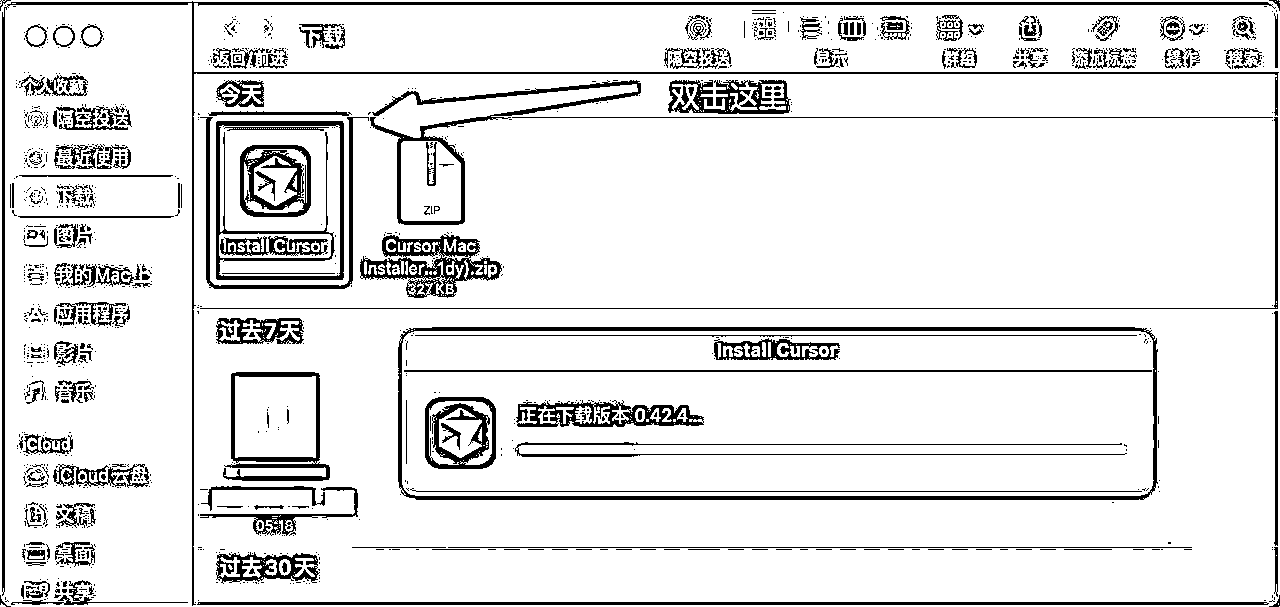 下载
返回/前进
隔空投送
显示
群组
共享
添加标签
操作
搜索
个人收藏
隔空投送
最近使用
下载
图片
我的 Mac 上
应用程序
影片
音乐
iCloud
iCloud 云盘
文稿
桌面
共享
今天
双击这里
ZIP
Install Cursor
Cursor Mac
Installer...1dy).zip
327KB
过去7天
Install Cursor
正在下载版本 0.42.4...
05:18
过去30天